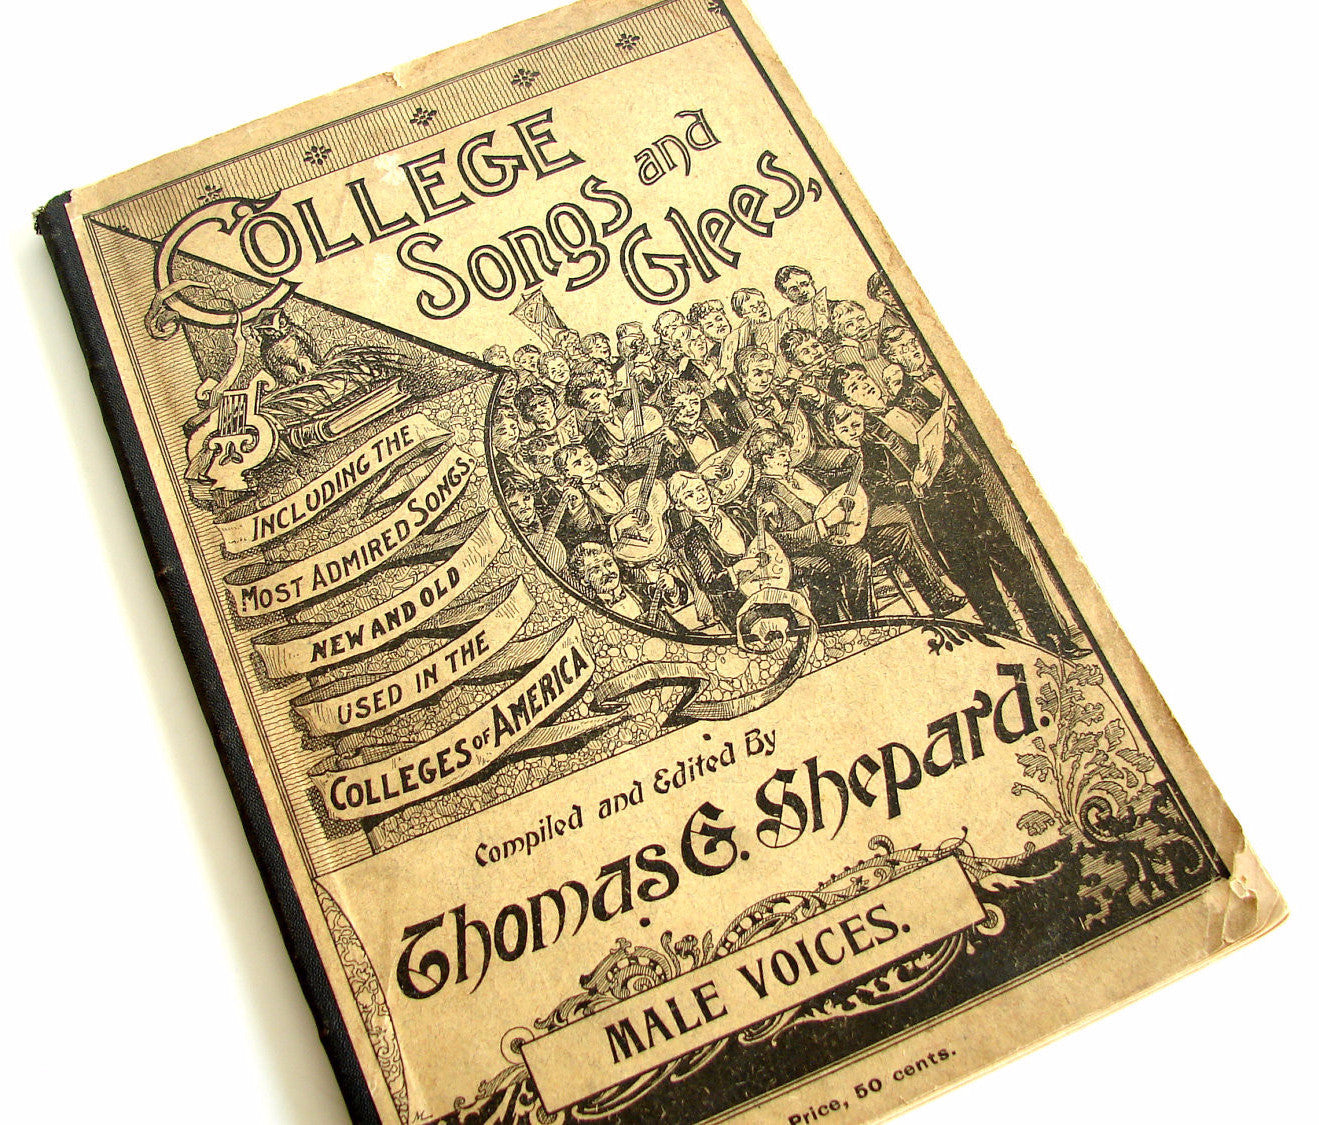 COLLEGE
Songs and
Glees,
INCLUDING THE
MOST ADMIRED SONGS,
NEW AND OLD
USED IN THE
COLLEGES OF AMERICA
Compiled and Edited By
Thomas G. Shepard.
MALE VOICES.
Price, 50 cents.